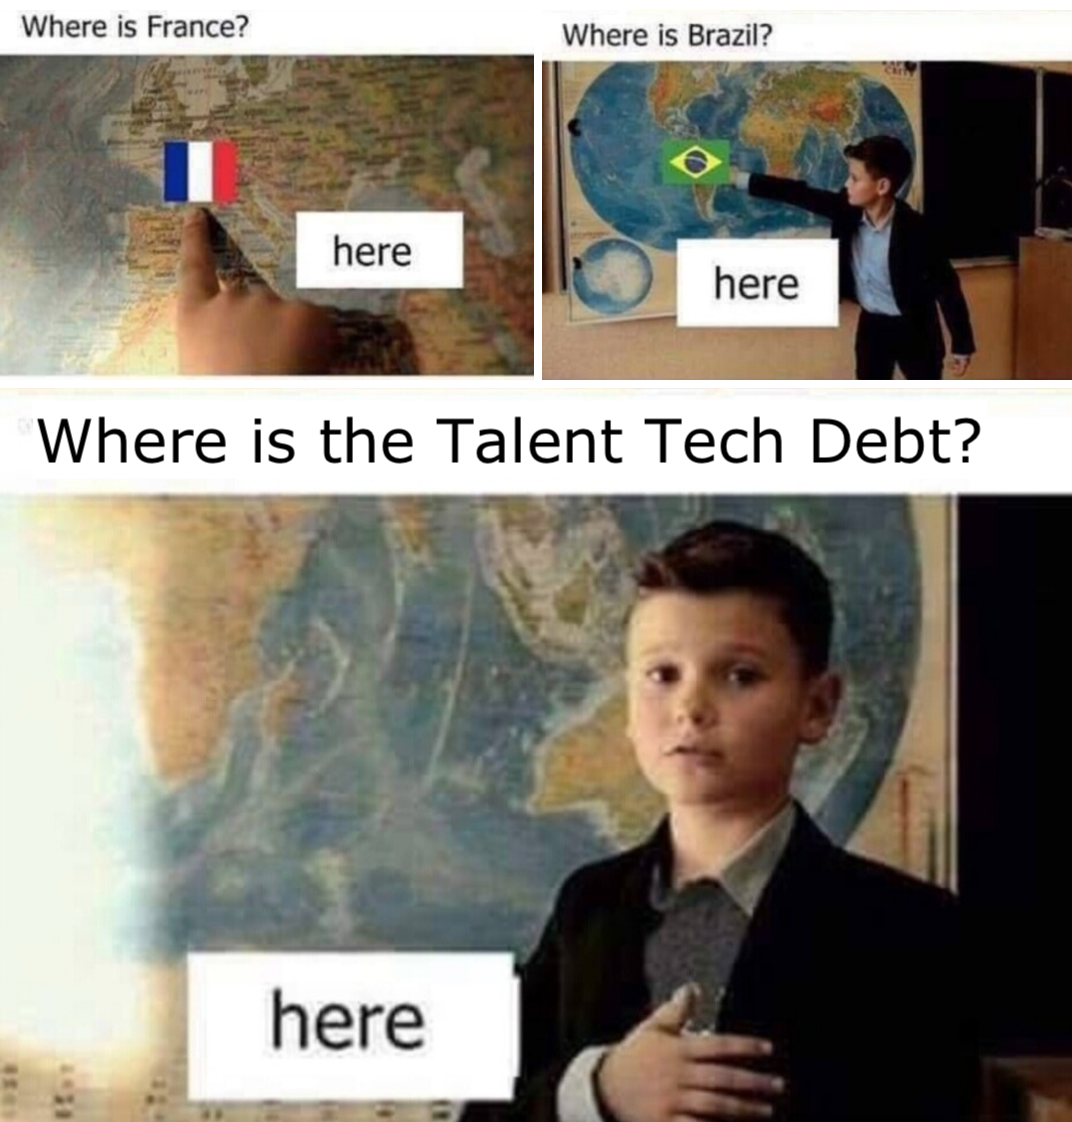 Where is France?
here
Where is Brazil?
here
Where is the Talent Tech Debt?
here